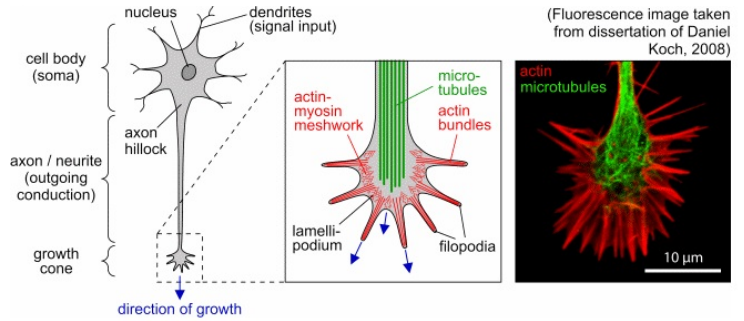 nucleus
dendrites
(signal input)
cell body
(soma)
axon
hillock
axon / neurite
(outgoing
conduction)
growth
cone
direction of growth
micro-
tubules
actin-
myosin
meshwork
actin
bundles
lamelli-
podium
filopodia
(Fluorescence image taken
from dissertation of Daniel
Koch, 2008)
actin
microtubules
10 µm